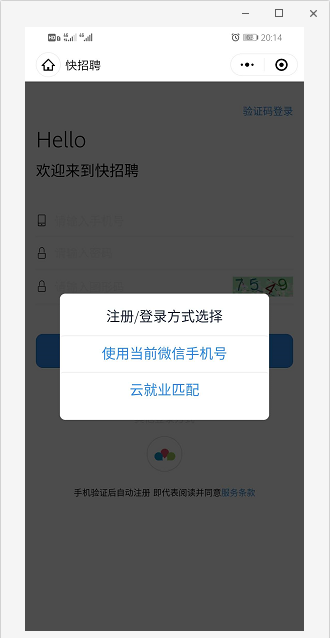 20:14
快招聘
验证码登录
Hello
欢迎来到快招聘
注册/登录方式选择
使用当前微信手机号
云就业匹配
手机验证后自动注册 即代表阅读并同意服务条款